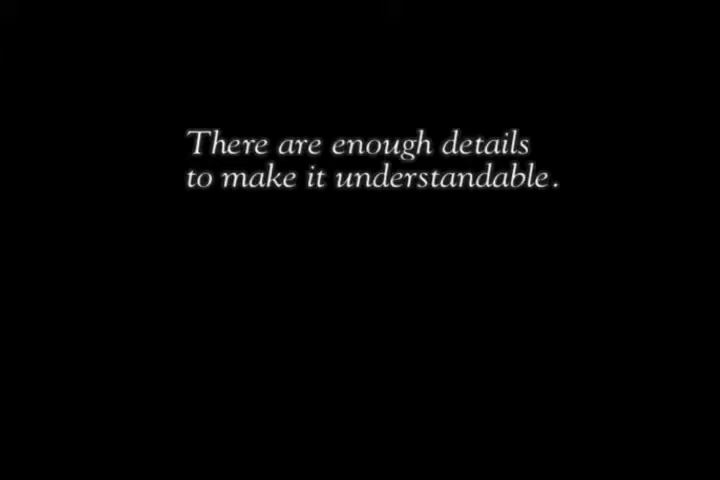 There are enough details
to make it understandable.